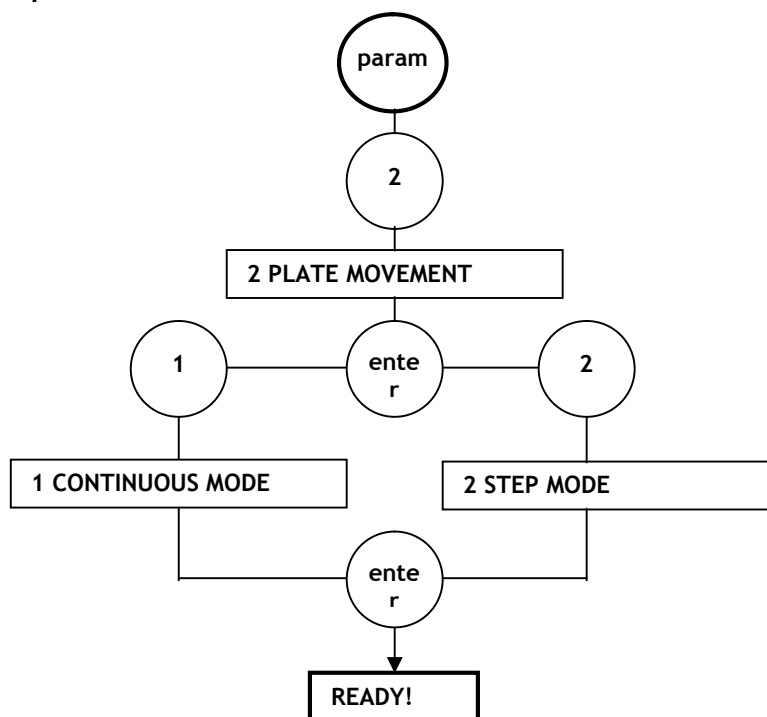 param
2
2 PLATE MOVEMENT
1
ente
r
2
1 CONTINUOUS MODE
2 STEP MODE
ente
r
READY!